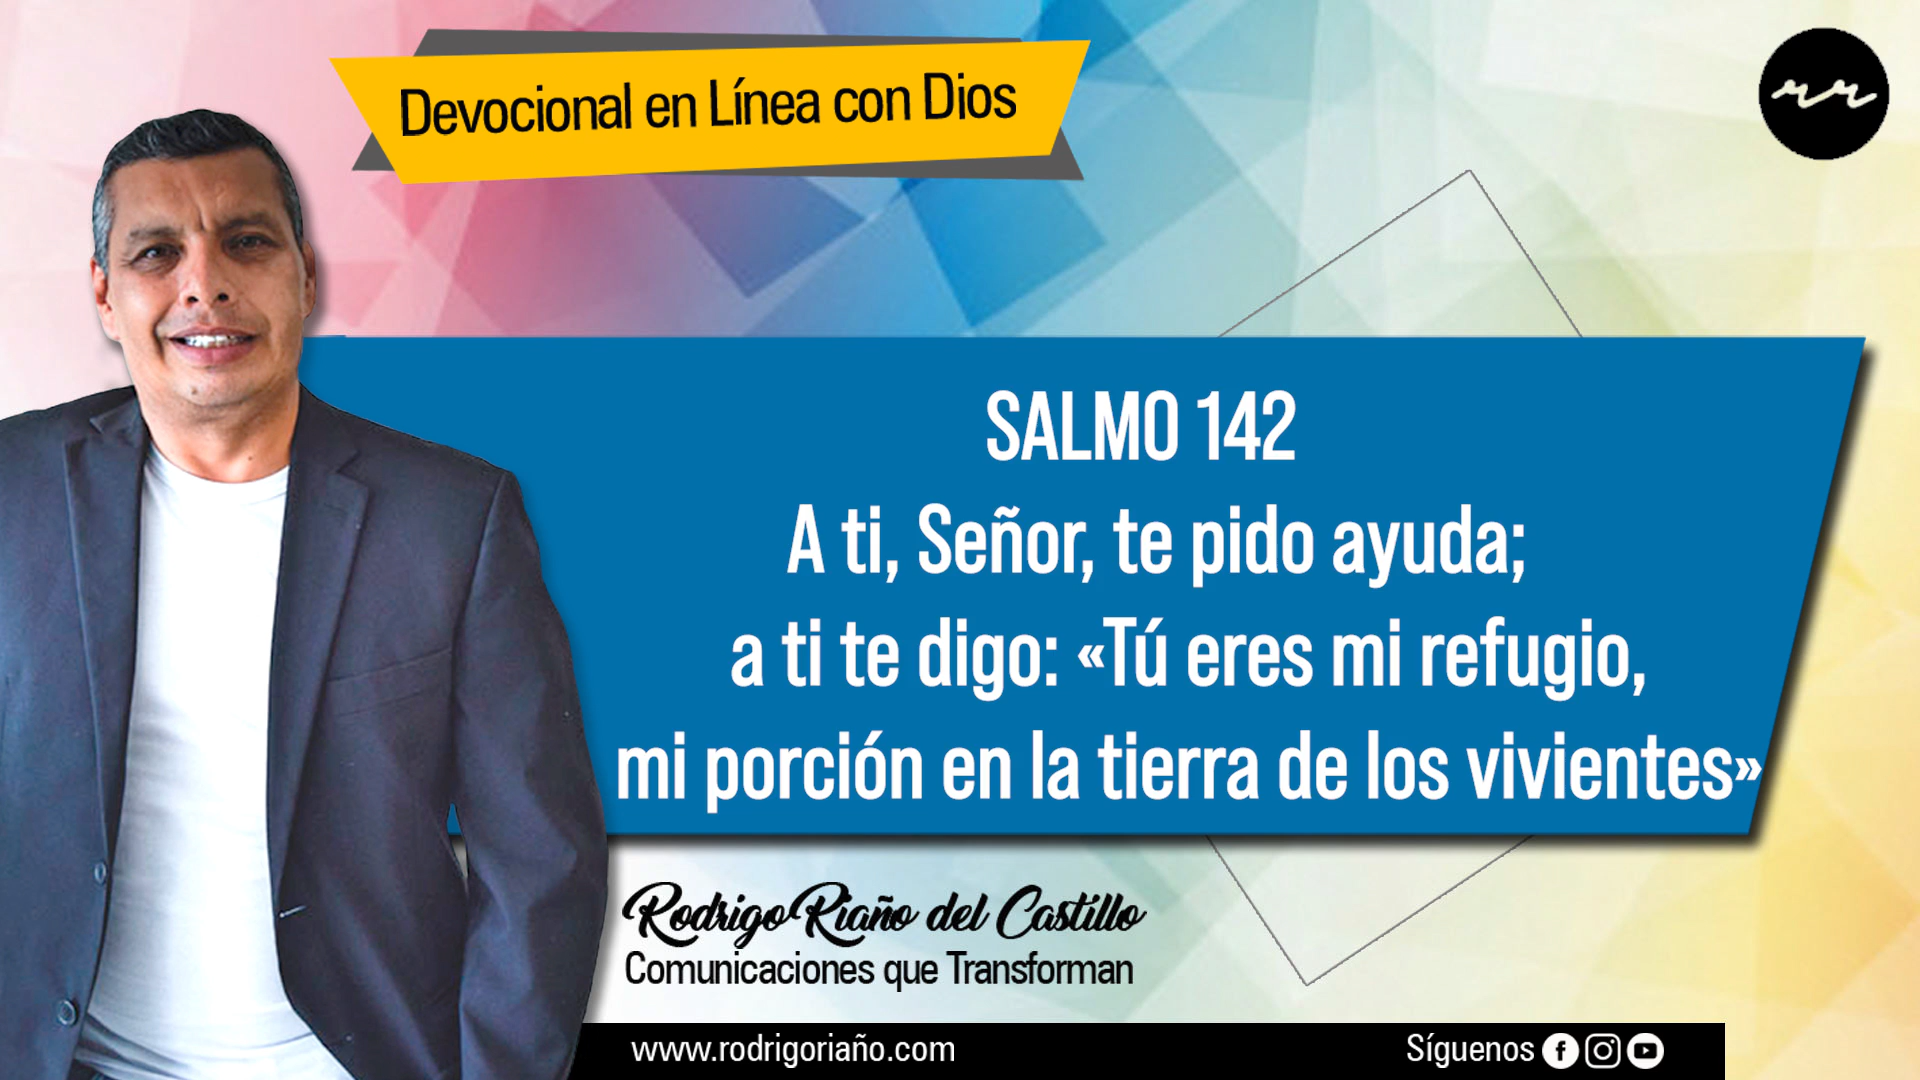 Devocional en Línea con Dios
rr
SALMO 142
A ti, Señor, te pido ayuda;
a ti te digo: «Tú eres mi refugio,
mi porción en la tierra de los vivientes»
Rodrigo Riaño del Castillo
Comunicaciones que Transforman
www.rodrigoriaño.com
Síguenos